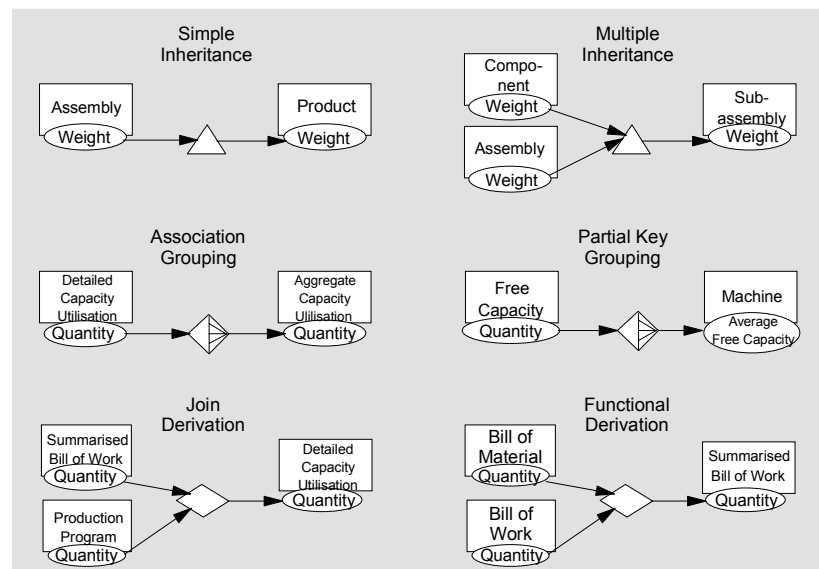 Simple
Inheritance
Assembly
Weight
Product
Weight
Multiple
Inheritance
Compo-
nent
Weight
Assembly
Weight
Sub-
assembly
Weight
Association
Grouping
Detailed
Capacity
Utilisation
Quantity
Aggregate
Capacity
Ulilisation
Quantity
Partial Key
Grouping
Free
Capacity
Quantity
Machine
Average
Free Capacity
Join
Derivation
Summarised
Bill of Work
Quantity
Production
Program
Quantity
Detailed
Capacity
Utilisation
Quantity
Functional
Derivation
Bill of
Material
Quantity
Bill of
Work
Quantity
Summarised
Bill of Work
Quantity